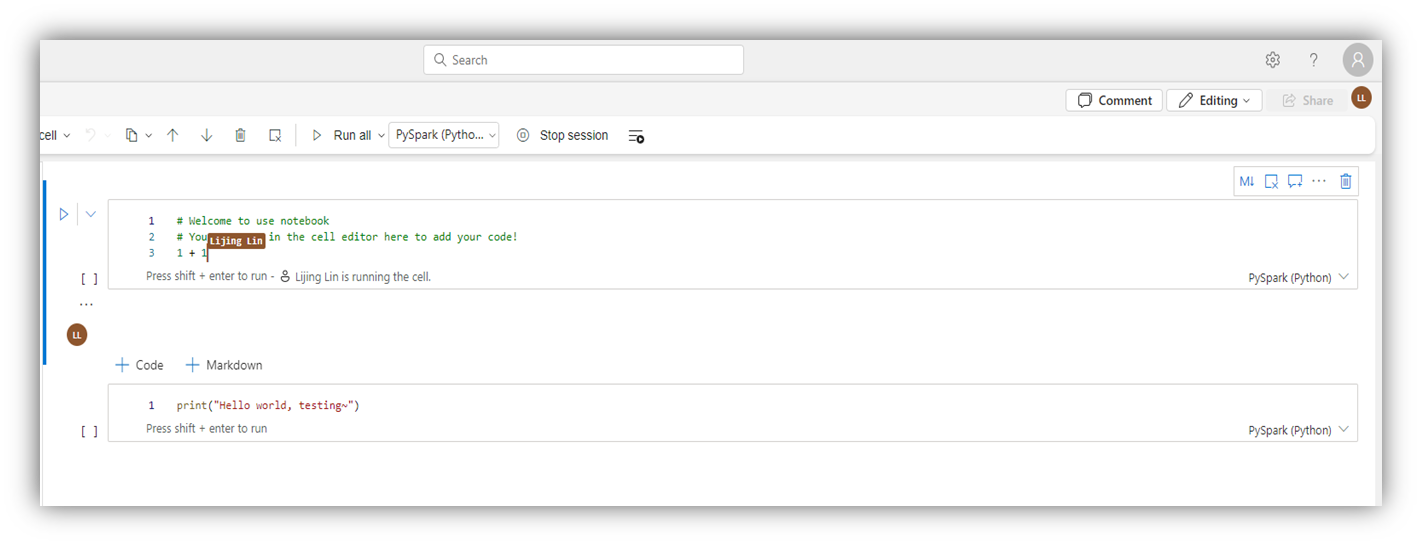 Search
Comment Editing Share LL
cell Run all PySpark (Pytho... Stop session
M↓ ...
1 # Welcome to use notebook
2 # You Lijing Lin in the cell editor here to add your code!
3 1 + 1
[ ] Press shift + enter to run - Lijing Lin is running the cell. PySpark (Python)
...
LL
+ Code + Markdown
1 print("Hello world, testing~")
[ ] Press shift + enter to run PySpark (Python)